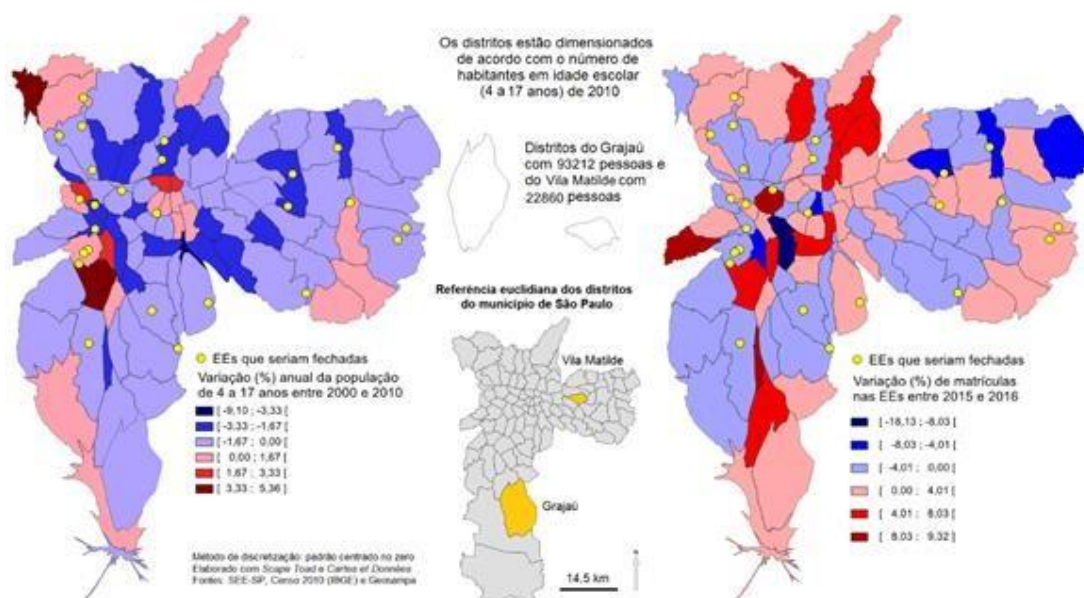 Os distritos estão dimensionados
de acordo com o número de
habitantes em idade escolar
(4 a 17 anos) de 2010
Distritos do Grajaú
com 93212 pessoas e
do Vila Matilde com
22860 pessoas
Referência euclidiana dos distritos
do município de São Paulo
Vila Matilde
Grajaú
14,5 km
EEs que seriam fechadas
Variação (%) anual da população
de 4 a 17 anos entre 2000 e 2010
[ -9,10 ; -3,33 [
[ -3,33 ; -1,67 [
[ -1,67 ; 0,00 [
[ 0,00 ; 1,67 [
[ 1,67 ; 3,33 [
[ 3,33 ; 5,36 ]
Método de discretização: padrão centrado no zero
Elaborado com Scape Toad e Cartes et Données
Fontes: SEE-SP, Censo 2010 (IBGE) e Geosampa
EEs que seriam fechadas
Variação (%) de matrículas
nas EEs entre 2015 e 2016
[ -18,13 ; -8,03 [
[ -8,03 ; -4,01 [
[ -4,01 ; 0,00 [
[ 0,00 ; 4,01 [
[ 4,01 ; 8,03 [
[ 8,03 ; 9,32 ]